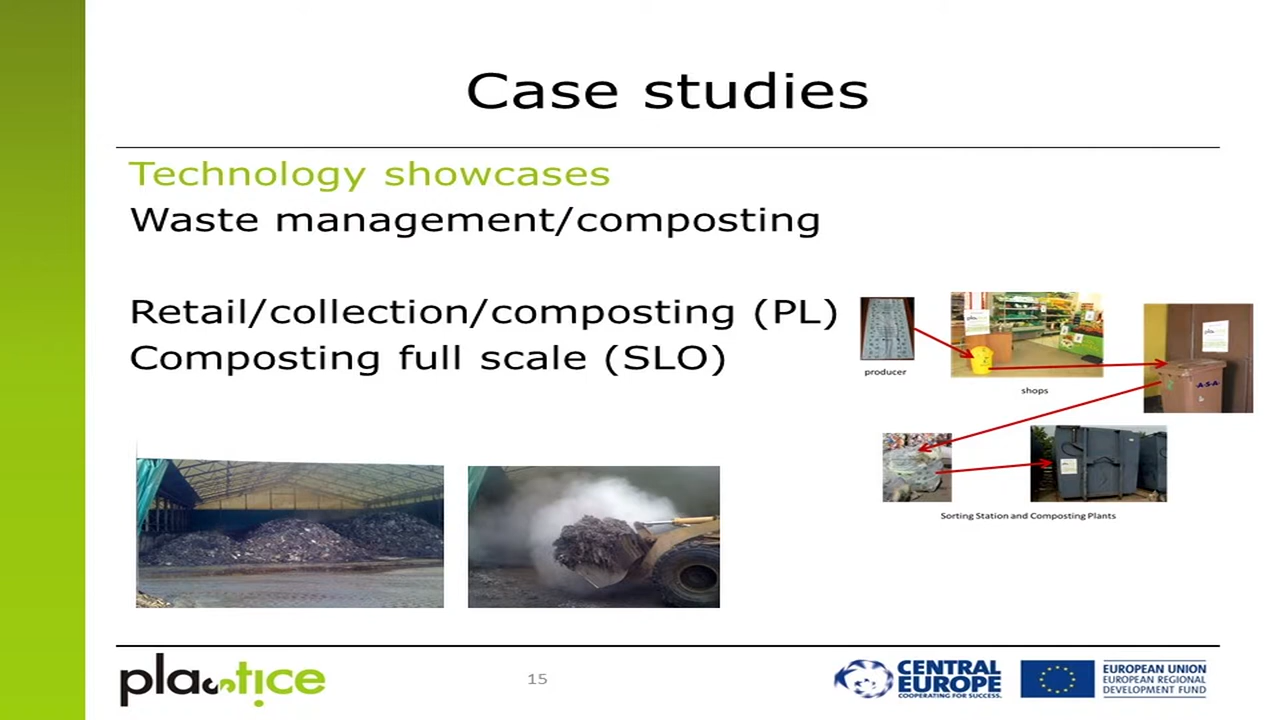 Case studies
Technology showcases
Waste management/composting
Retail/collection/composting (PL)
Composting full scale (SLO)
producer
shops
A·S·A·
Sorting Station and Composting Plants
plastice
15
CENTRAL
EUROPE
COOPERATING FOR SUCCESS.
EUROPEAN UNION
EUROPEAN REGIONAL
DEVELOPMENT FUND